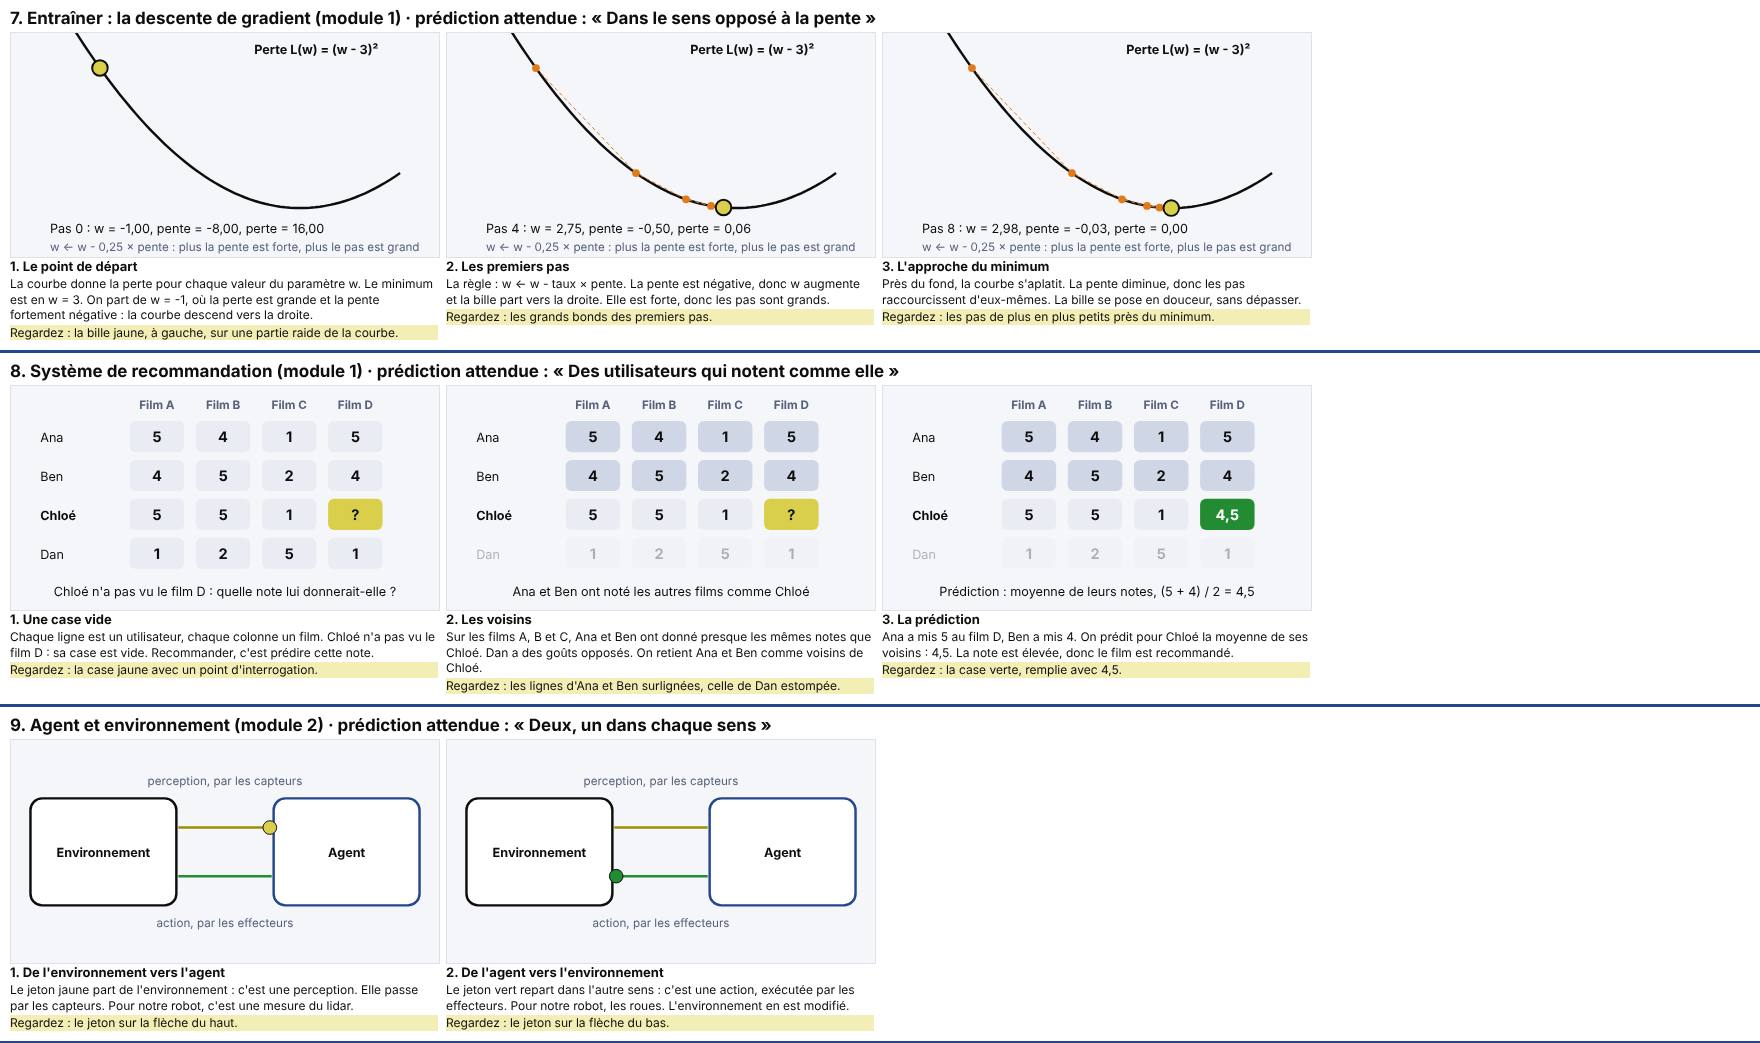 7. Entraîner : la descente de gradient (module 1) · prédiction attendue : « Dans le sens opposé à la pente »
Perte L(w) = (w - 3)²
Pas 0 : w = -1,00, pente = -8,00, perte = 16,00
w ← w - 0,25 × pente : plus la pente est forte, plus le pas est grand
1. Le point de départ
La courbe donne la perte pour chaque valeur du paramètre w. Le minimum
est en w = 3. On part de w = -1, où la perte est grande et la pente
fortement négative : la courbe descend vers la droite.
Regardez : la bille jaune, à gauche, sur une partie raide de la courbe.
Perte L(w) = (w - 3)²
Pas 4 : w = 2,75, pente = -0,50, perte = 0,06
w ← w - 0,25 × pente : plus la pente est forte, plus le pas est grand
2. Les premiers pas
La règle : w ← w - taux × pente. La pente est négative, donc w augmente
et la bille part vers la droite. Elle est forte, donc les pas sont grands.
Regardez : les grands bonds des premiers pas.
Perte L(w) = (w - 3)²
Pas 8 : w = 2,98, pente = -0,03, perte = 0,00
w ← w - 0,25 × pente : plus la pente est forte, plus le pas est grand
3. L'approche du minimum
Près du fond, la courbe s'aplatit. La pente diminue, donc les pas
raccourcissent d'eux-mêmes. La bille se pose en douceur, sans dépasser.
Regardez : les pas de plus en plus petits près du minimum.
8. Système de recommandation (module 1) · prédiction attendue : « Des utilisateurs qui notent comme elle »
Film A Film B Film C Film D
Ana 5 4 1 5
Ben 4 5 2 4
Chloé 5 5 1 ?
Dan 1 2 5 1
Chloé n'a pas vu le film D : quelle note lui donnerait-elle ?
1. Une case vide
Chaque ligne est un utilisateur, chaque colonne un film. Chloé n'a pas vu le
film D : sa case est vide. Recommander, c'est prédire cette note.
Regardez : la case jaune avec un point d'interrogation.
Film A Film B Film C Film D
Ana 5 4 1 5
Ben 4 5 2 4
Chloé 5 5 1 ?
Dan 1 2 5 1
Ana et Ben ont noté les autres films comme Chloé
2. Les voisins
Sur les films A, B et C, Ana et Ben ont donné presque les mêmes notes que
Chloé. Dan a des goûts opposés. On retient Ana et Ben comme voisins de
Chloé.
Regardez : les lignes d'Ana et Ben surlignées, celle de Dan estompée.
Film A Film B Film C Film D
Ana 5 4 1 5
Ben 4 5 2 4
Chloé 5 5 1 4,5
Dan 1 2 5 1
Prédiction : moyenne de leurs notes, (5 + 4) / 2 = 4,5
3. La prédiction
Ana a mis 5 au film D, Ben a mis 4. On prédit pour Chloé la moyenne de ses
voisins : 4,5. La note est élevée, donc le film est recommandé.
Regardez : la case verte, remplie avec 4,5.
9. Agent et environnement (module 2) · prédiction attendue : « Deux, un dans chaque sens »
perception, par les capteurs
Environnement Agent
action, par les effecteurs
1. De l'environnement vers l'agent
Le jeton jaune part de l'environnement : c'est une perception. Elle passe
par les capteurs. Pour notre robot, c'est une mesure du lidar.
Regardez : le jeton sur la flèche du haut.
perception, par les capteurs
Environnement Agent
action, par les effecteurs
2. De l'agent vers l'environnement
Le jeton vert repart dans l'autre sens : c'est une action, exécutée par les
effecteurs. Pour notre robot, les roues. L'environnement en est modifié.
Regardez : le jeton sur la flèche du bas.